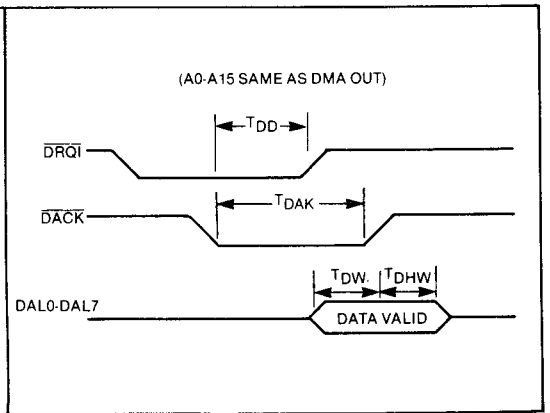 (A0-A15 SAME AS DMA OUT)
TDD
DRQI
TDAK
DACK
TDW. TDHW
DAL0-DAL7
DATA VALID